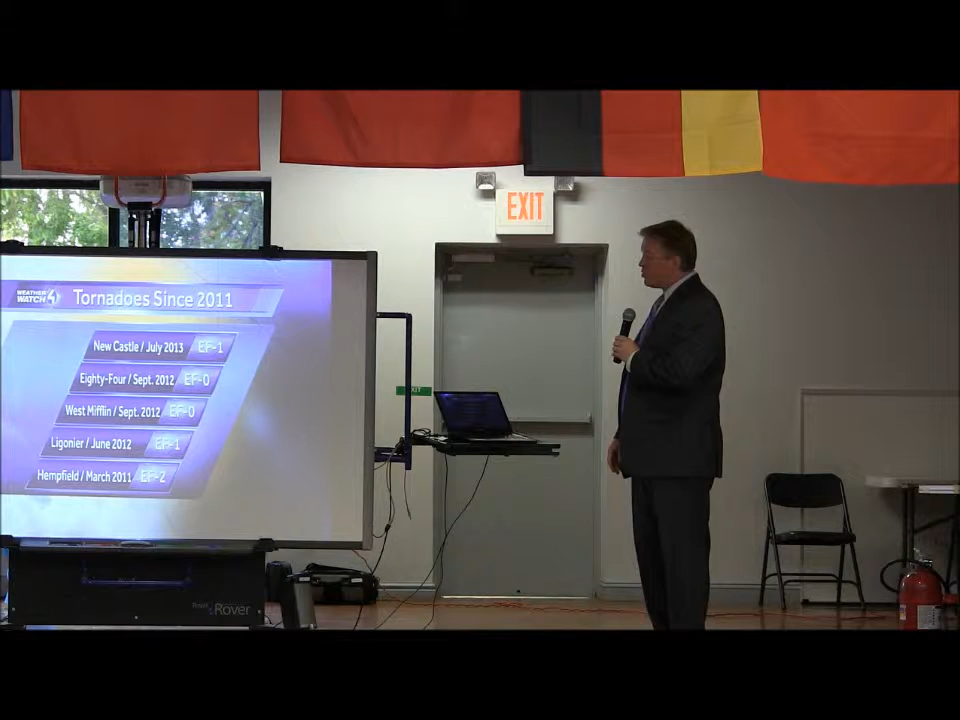 EXIT
WEATHER
WATCH 4
Tornadoes Since 2011
New Castle / July 2013 EF-1
Eighty-Four / Sept. 2012 EF-0
West Mifflin / Sept. 2012 EF-0
Ligonier / June 2012 EF-1
Hempfield / March 2011 EF-2
EXIT
Rover